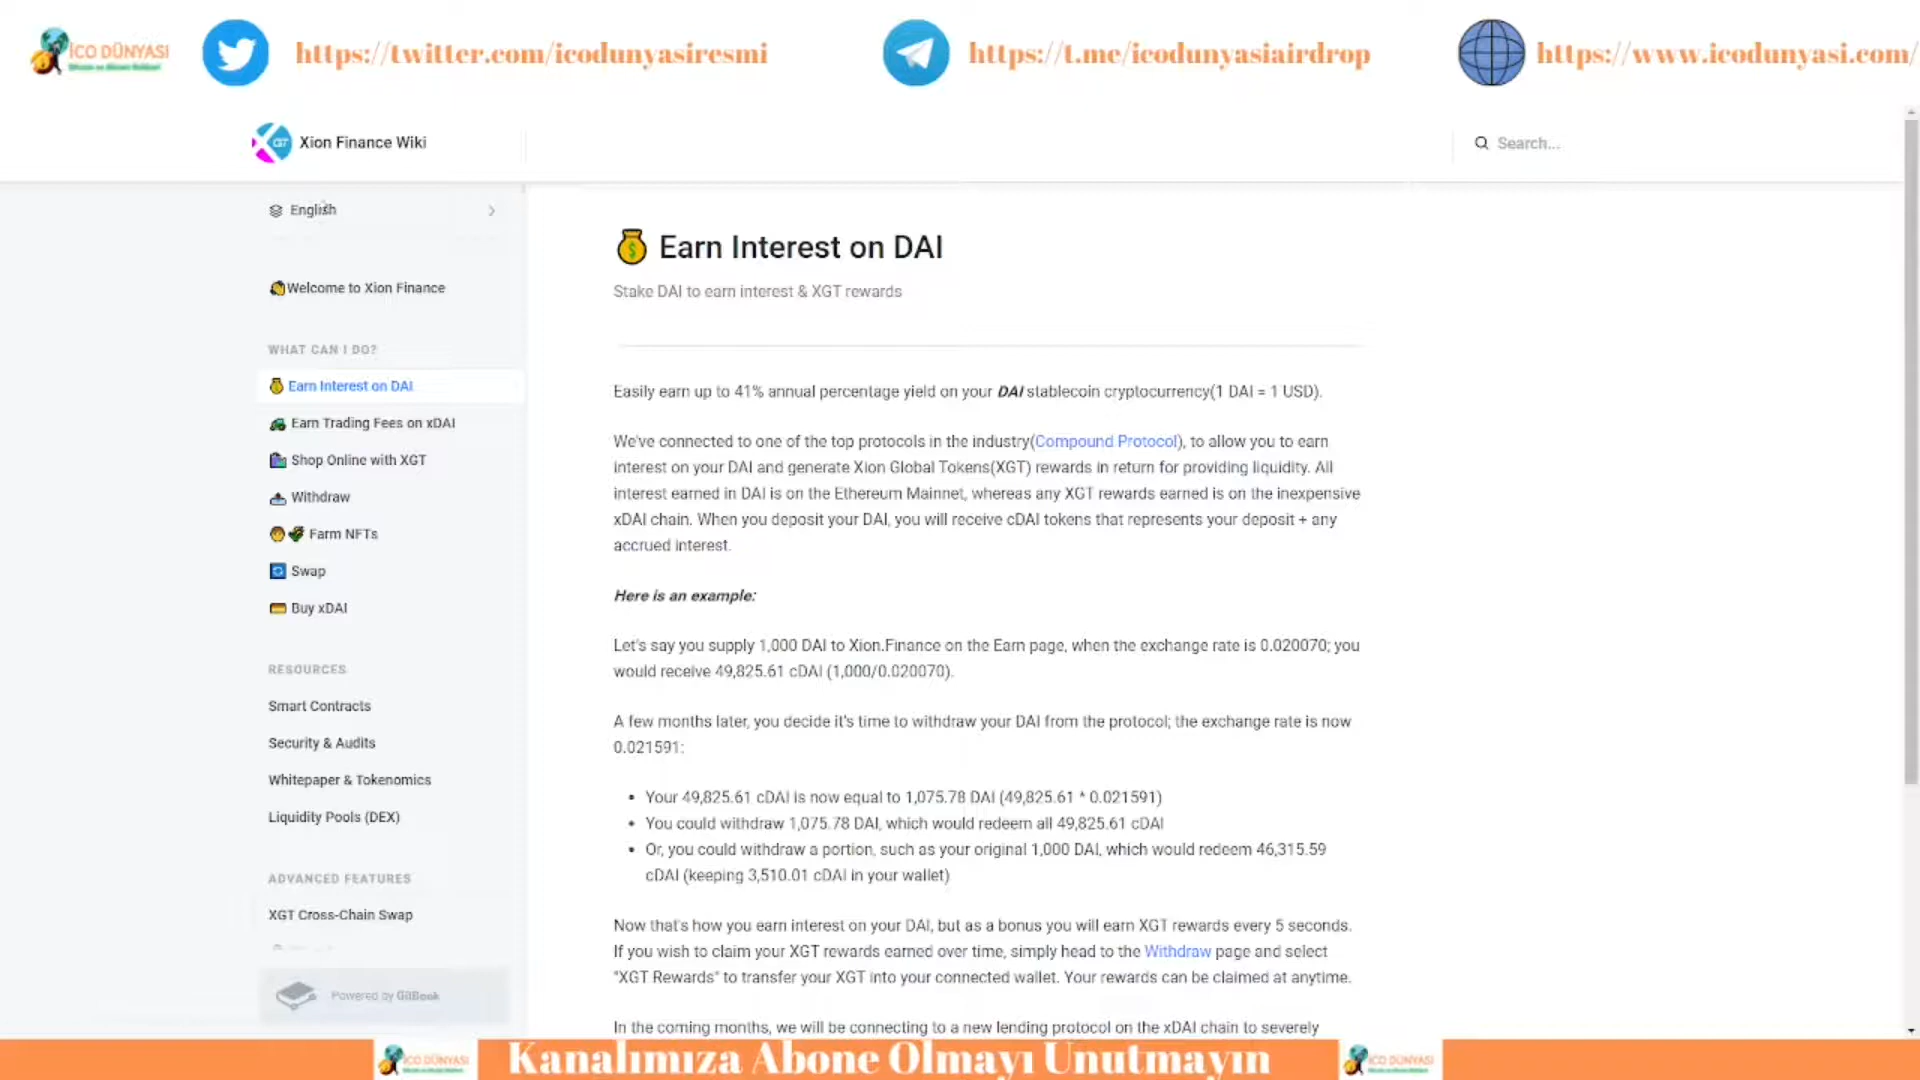 İCO DÜNYASI
https://twitter.com/icodunyasiresmi
https://t.me/icodunyasiairdrop
https://www.icodunyasi.com/
XGT
Xion Finance Wiki
Search...
English
Welcome to Xion Finance
WHAT CAN I DO?
Earn Interest on DAI
Earn Trading Fees on xDAI
Shop Online with XGT
Withdraw
Farm NFTs
Swap
Buy xDAI
RESOURCES
Smart Contracts
Security & Audits
Whitepaper & Tokenomics
Liquidity Pools (DEX)
ADVANCED FEATURES
XGT Cross-Chain Swap
Powered by GitBook
Earn Interest on DAI
Stake DAI to earn interest & XGT rewards
Easily earn up to 41% annual percentage yield on your DAI stablecoin cryptocurrency(1 DAI = 1 USD).
We've connected to one of the top protocols in the industry(Compound Protocol), to allow you to earn
interest on your DAI and generate Xion Global Tokens(XGT) rewards in return for providing liquidity. All
interest earned in DAI is on the Ethereum Mainnet, whereas any XGT rewards earned is on the inexpensive
xDAI chain. When you deposit your DAI, you will receive cDAI tokens that represents your deposit + any
accrued interest.
Here is an example:
Let's say you supply 1,000 DAI to Xion.Finance on the Earn page, when the exchange rate is 0.020070; you
would receive 49,825.61 cDAI (1,000/0.020070).
A few months later, you decide it's time to withdraw your DAI from the protocol; the exchange rate is now
0.021591:
• Your 49,825.61 cDAI is now equal to 1,075.78 DAI (49,825.61 * 0.021591)
• You could withdraw 1,075.78 DAI, which would redeem all 49,825.61 cDAI
• Or, you could withdraw a portion, such as your original 1,000 DAI, which would redeem 46,315.59
cDAI (keeping 3,510.01 cDAI in your wallet)
Now that's how you earn interest on your DAI, but as a bonus you will earn XGT rewards every 5 seconds.
If you wish to claim your XGT rewards earned over time, simply head to the Withdraw page and select
"XGT Rewards" to transfer your XGT into your connected wallet. Your rewards can be claimed at anytime.
In the coming months, we will be connecting to a new lending protocol on the xDAI chain to severely
İCO DÜNYASI
Kanalımıza Abone Olmayı Unutmayın
İCO DÜNYASI